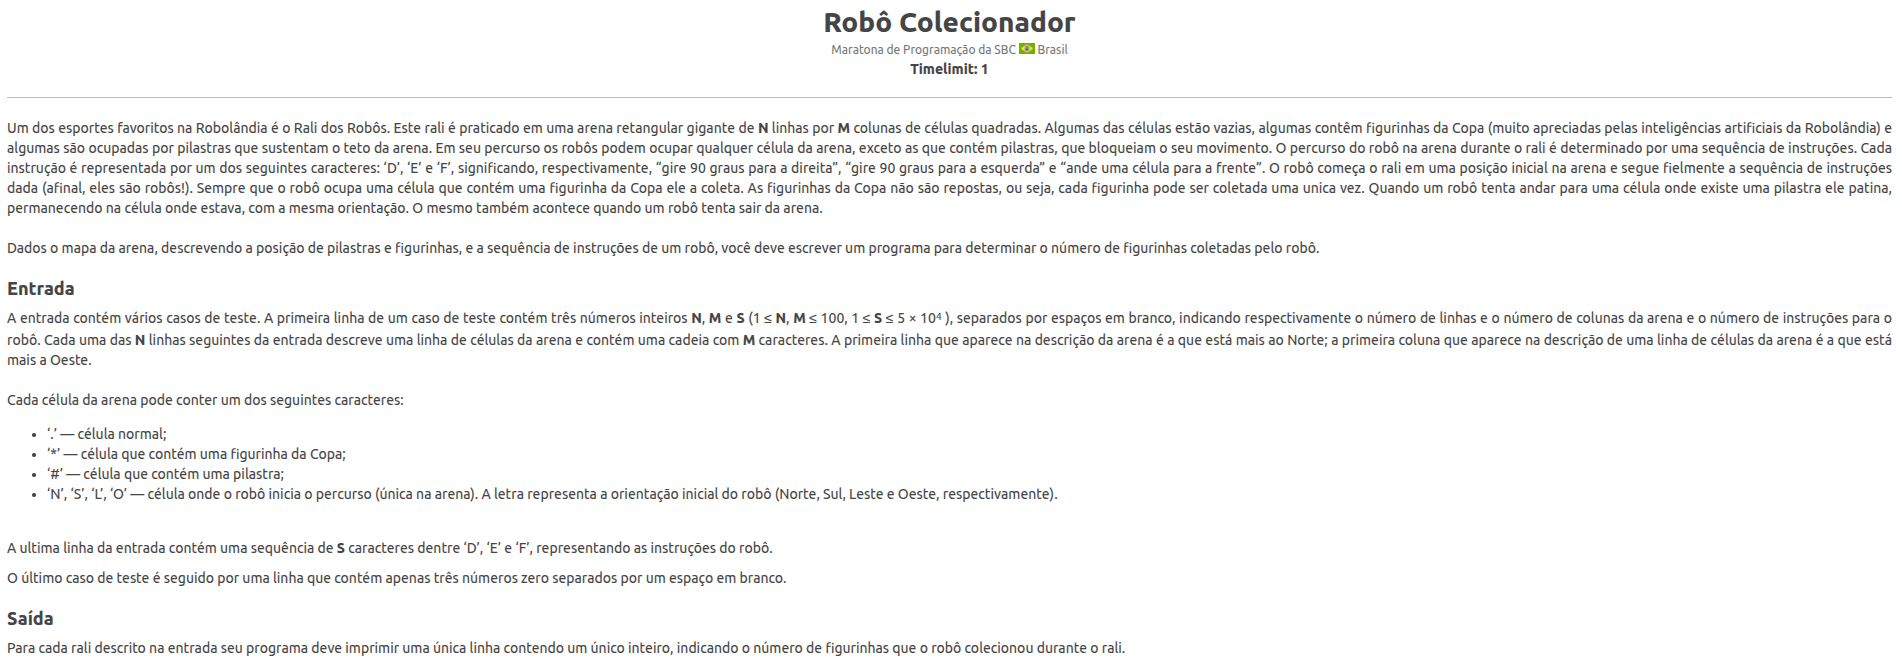 Robô Colecionador
Maratona de Programação da SBC Brasil
Timelimit: 1
Um dos esportes favoritos na Robolândia é o Rali dos Robôs. Este rali é praticado em uma arena retangular gigante de N linhas por M colunas de células quadradas. Algumas das células estão vazias, algumas contêm figurinhas da Copa (muito apreciadas pelas inteligências artificiais da Robolândia) e
algumas são ocupadas por pilastras que sustentam o teto da arena. Em seu percurso os robôs podem ocupar qualquer célula da arena, exceto as que contém pilastras, que bloqueiam o seu movimento. O percurso do robô na arena durante o rali é determinado por uma sequência de instruções. Cada
instrução é representada por um dos seguintes caracteres: ‘D’, ‘E’ e ‘F’, significando, respectivamente, “gire 90 graus para a direita”, “gire 90 graus para a esquerda” e “ande uma célula para a frente”. O robô começa o rali em uma posição inicial na arena e segue fielmente a sequência de instruções
dada (afinal, eles são robôs!). Sempre que o robô ocupa uma célula que contém uma figurinha da Copa ele a coleta. As figurinhas da Copa não são repostas, ou seja, cada figurinha pode ser coletada uma unica vez. Quando um robô tenta andar para uma célula onde existe uma pilastra ele patina,
permanecendo na célula onde estava, com a mesma orientação. O mesmo também acontece quando um robô tenta sair da arena.
Dados o mapa da arena, descrevendo a posição de pilastras e figurinhas, e a sequência de instruções de um robô, você deve escrever um programa para determinar o número de figurinhas coletadas pelo robô.
Entrada
A entrada contém vários casos de teste. A primeira linha de um caso de teste contém três números inteiros N, M e S (1 ≤ N, M ≤ 100, 1 ≤ S ≤ 5 × 10⁴ ), separados por espaços em branco, indicando respectivamente o número de linhas e o número de colunas da arena e o número de instruções para o
robô. Cada uma das N linhas seguintes da entrada descreve uma linha de células da arena e contém uma cadeia com M caracteres. A primeira linha que aparece na descrição da arena é a que está mais ao Norte; a primeira coluna que aparece na descrição de uma linha de células da arena é a que está
mais a Oeste.
Cada célula da arena pode conter um dos seguintes caracteres:
• ‘.’ — célula normal;
• ‘*’ — célula que contém uma figurinha da Copa;
• ‘#’ — célula que contém uma pilastra;
• ‘N’, ‘S’, ‘L’, ‘O’ — célula onde o robô inicia o percurso (única na arena). A letra representa a orientação inicial do robô (Norte, Sul, Leste e Oeste, respectivamente).
A ultima linha da entrada contém uma sequência de S caracteres dentre ‘D’, ‘E’ e ‘F’, representando as instruções do robô.
O último caso de teste é seguido por uma linha que contém apenas três números zero separados por um espaço em branco.
Saída
Para cada rali descrito na entrada seu programa deve imprimir uma única linha contendo um único inteiro, indicando o número de figurinhas que o robô colecionou durante o rali.